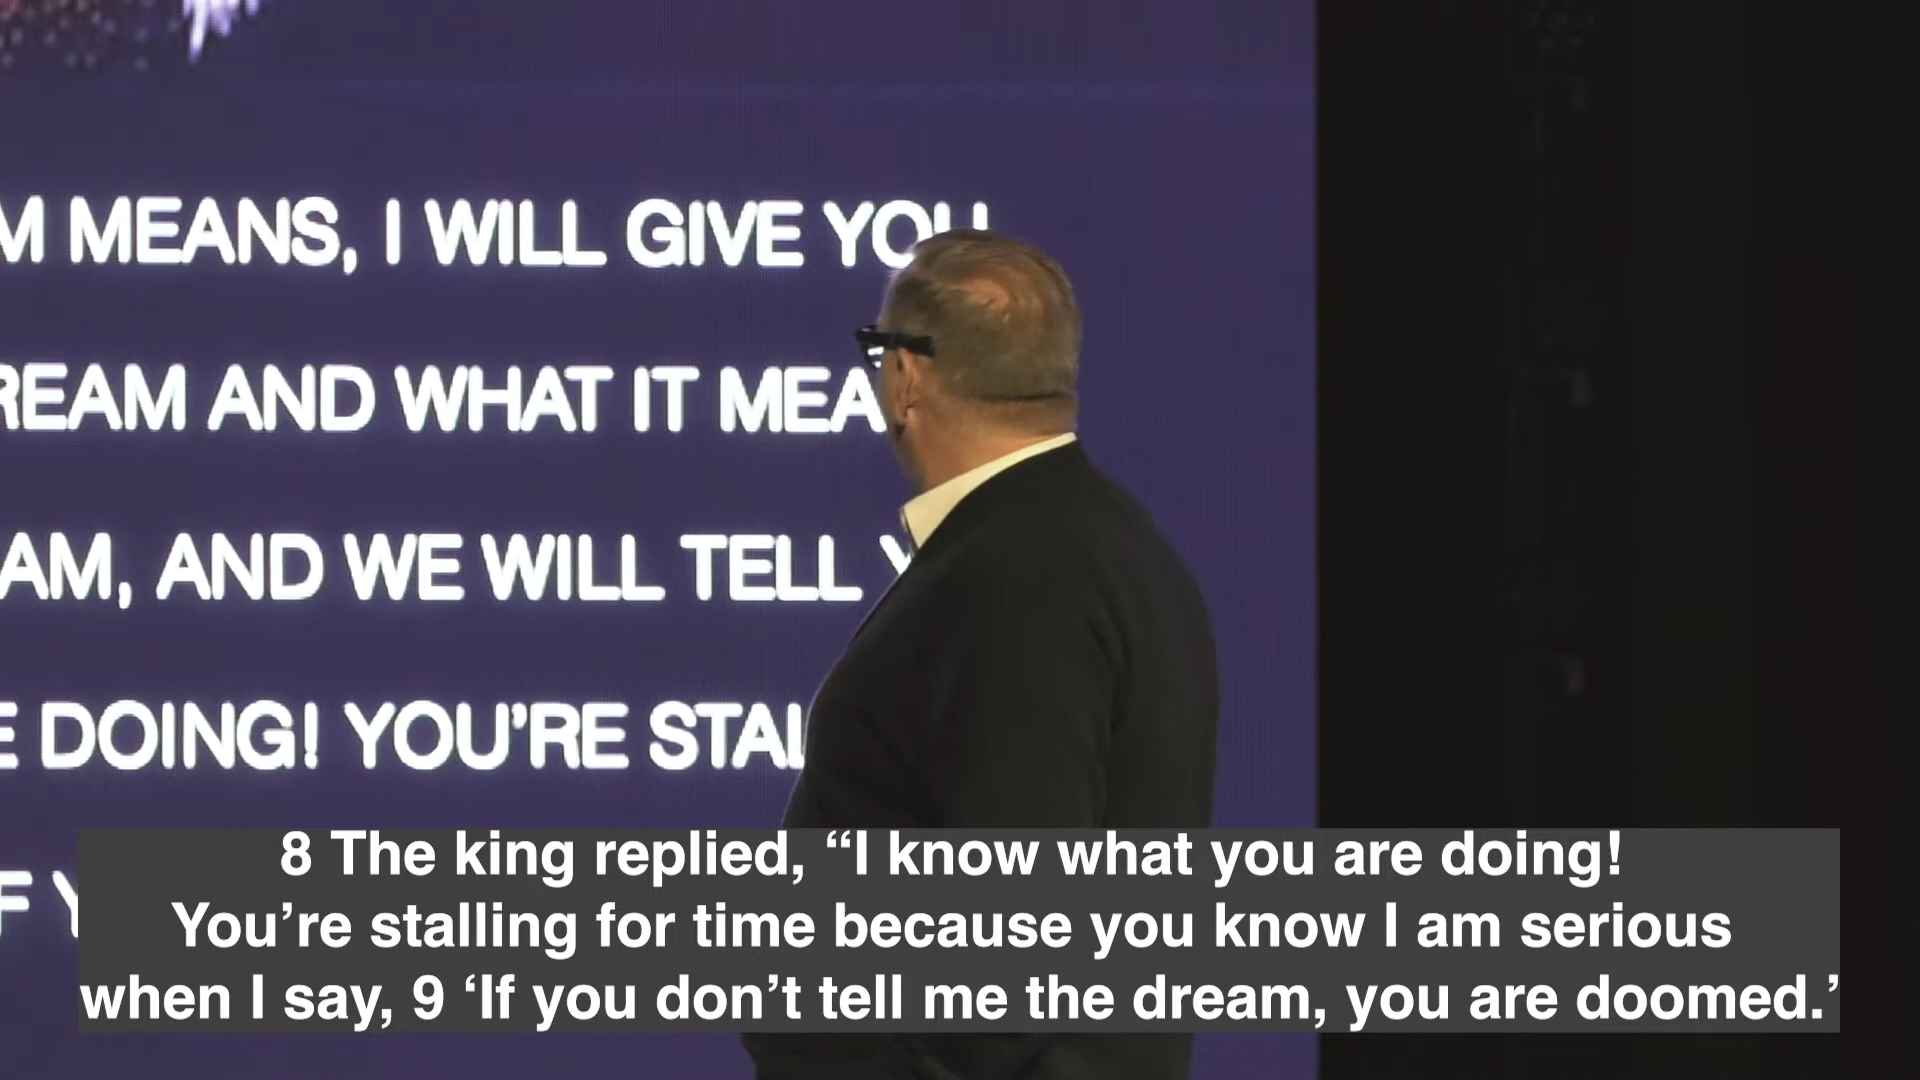 M MEANS, I WILL GIVE YOU
REAM AND WHAT IT MEA
AM, AND WE WILL TELL Y
E DOING! YOU’RE STAL
F Y
8 The king replied, “I know what you are doing!
You’re stalling for time because you know I am serious
when I say, 9 ‘If you don’t tell me the dream, you are doomed.’